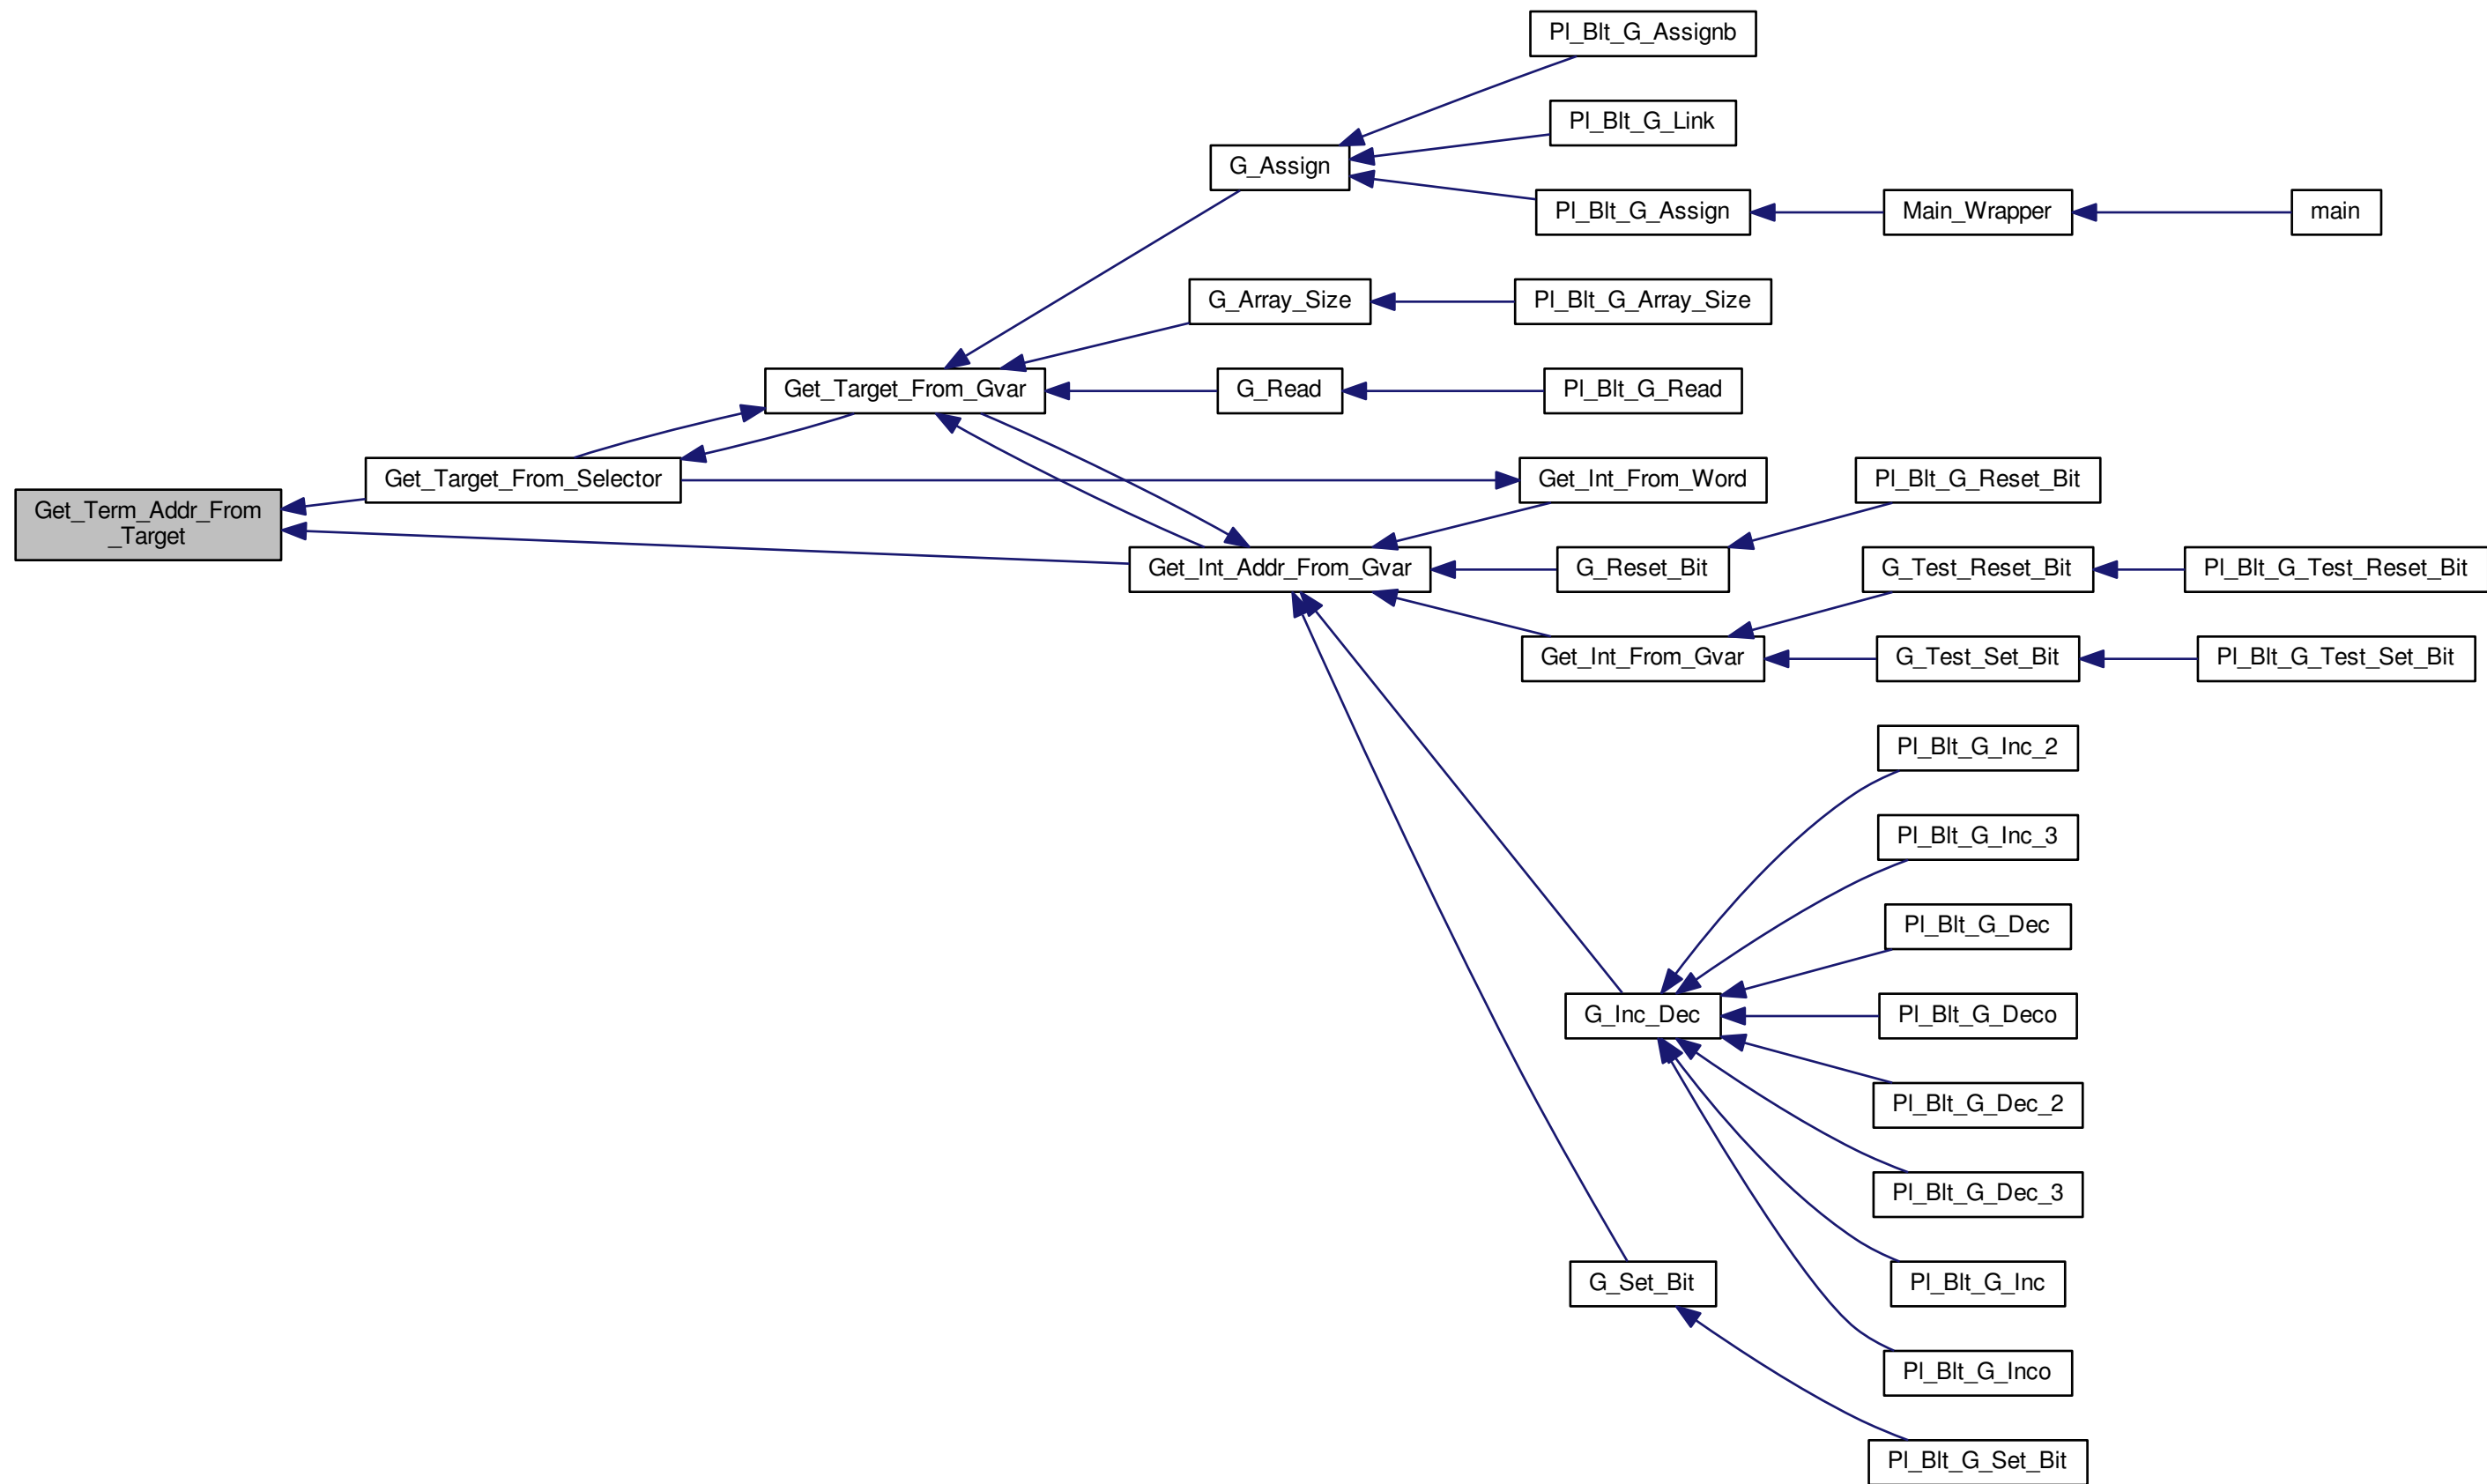 Pl_Blt_G_Assignb
Pl_Blt_G_Link
G_Assign
Pl_Blt_G_Assign
Main_Wrapper
main
G_Array_Size
Pl_Blt_G_Array_Size
Get_Target_From_Gvar
G_Read
Pl_Blt_G_Read
Get_Target_From_Selector
Get_Int_From_Word
Pl_Blt_G_Reset_Bit
Get_Term_Addr_From
_Target
Get_Int_Addr_From_Gvar
G_Reset_Bit
G_Test_Reset_Bit
Pl_Blt_G_Test_Reset_Bit
Get_Int_From_Gvar
G_Test_Set_Bit
Pl_Blt_G_Test_Set_Bit
Pl_Blt_G_Inc_2
Pl_Blt_G_Inc_3
Pl_Blt_G_Dec
G_Inc_Dec
Pl_Blt_G_Deco
Pl_Blt_G_Dec_2
Pl_Blt_G_Dec_3
G_Set_Bit
Pl_Blt_G_Inc
Pl_Blt_G_Inco
Pl_Blt_G_Set_Bit